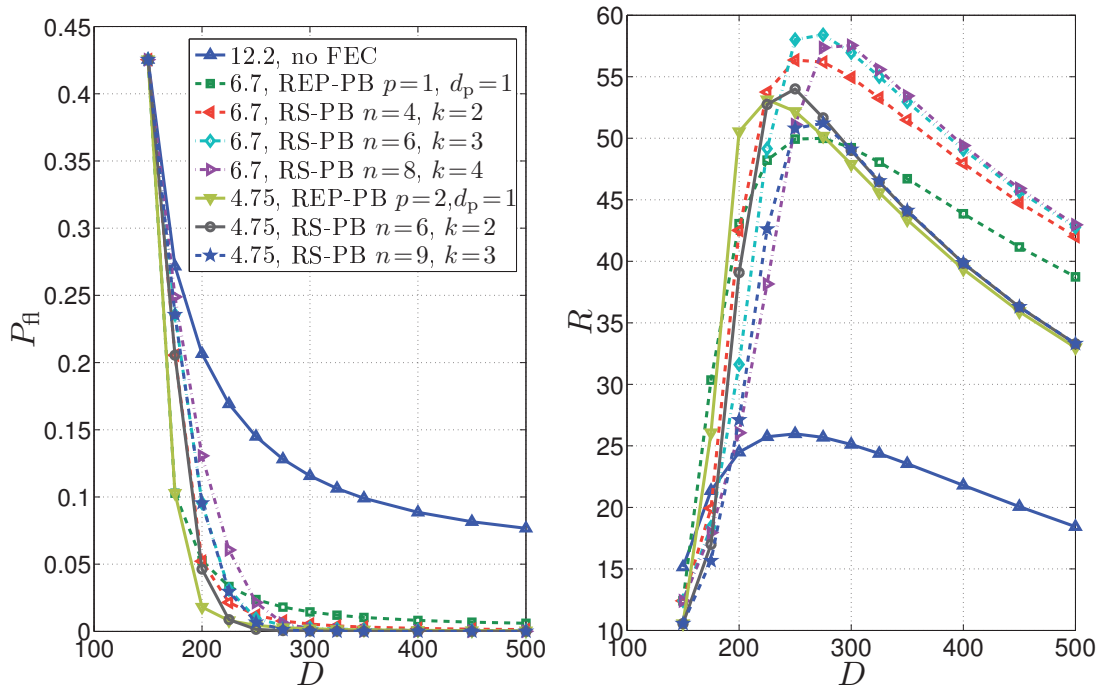 0.45
0.4
0.35
0.3
0.25
0.2
0.15
0.1
0.05
0
P_fl
100
200
300
400
500
D
12.2, no FEC
6.7, REP-PB p=1, d_p=1
6.7, RS-PB n=4, k=2
6.7, RS-PB n=6, k=3
6.7, RS-PB n=8, k=4
4.75, REP-PB p=2,d_p=1
4.75, RS-PB n=6, k=2
4.75, RS-PB n=9, k=3
60
55
50
45
40
35
30
25
20
15
10
R
100
200
300
400
500
D